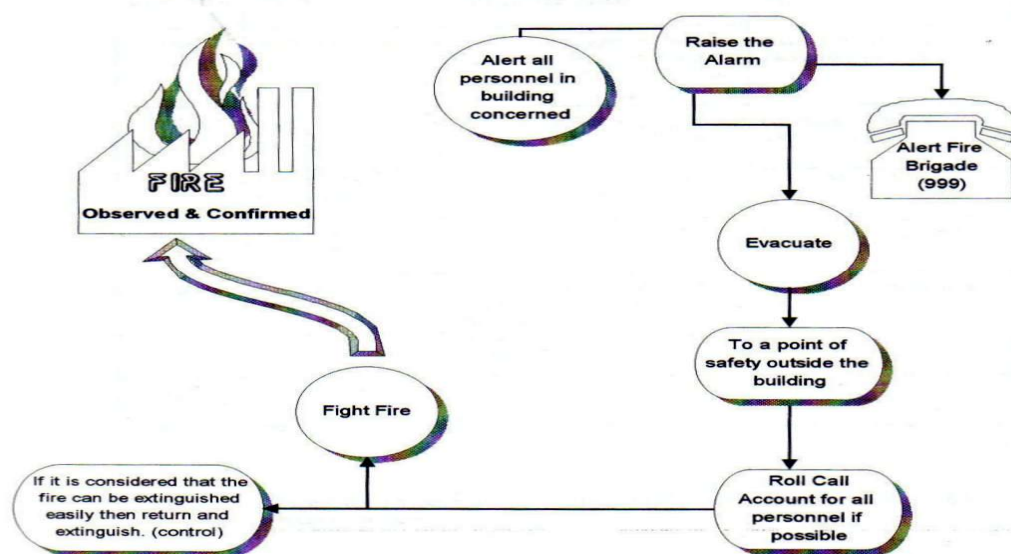 FIRE
Observed & Confirmed
Raise the
Alarm
Alert all
personnel in
building
concerned
Alert Fire
Brigade
(999)
Evacuate
To a point of
safety outside the
building
Roll Call
Account for all
personnel if
possible
Fight Fire
If it is considered that the
fire can be extinguished
easily then return and
extinguish. (control)